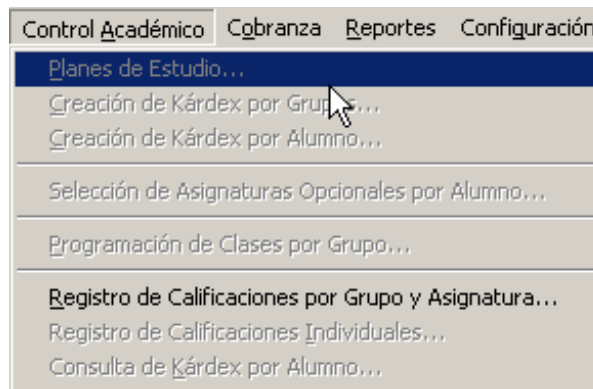 Control Académico Cobranza Reportes Configuración
Planes de Estudio...
Creación de Kárdex por Grupos...
Creación de Kárdex por Alumno...
Selección de Asignaturas Opcionales por Alumno...
Programación de Clases por Grupo...
Registro de Calificaciones por Grupo y Asignatura...
Registro de Calificaciones Individuales...
Consulta de Kárdex por Alumno...